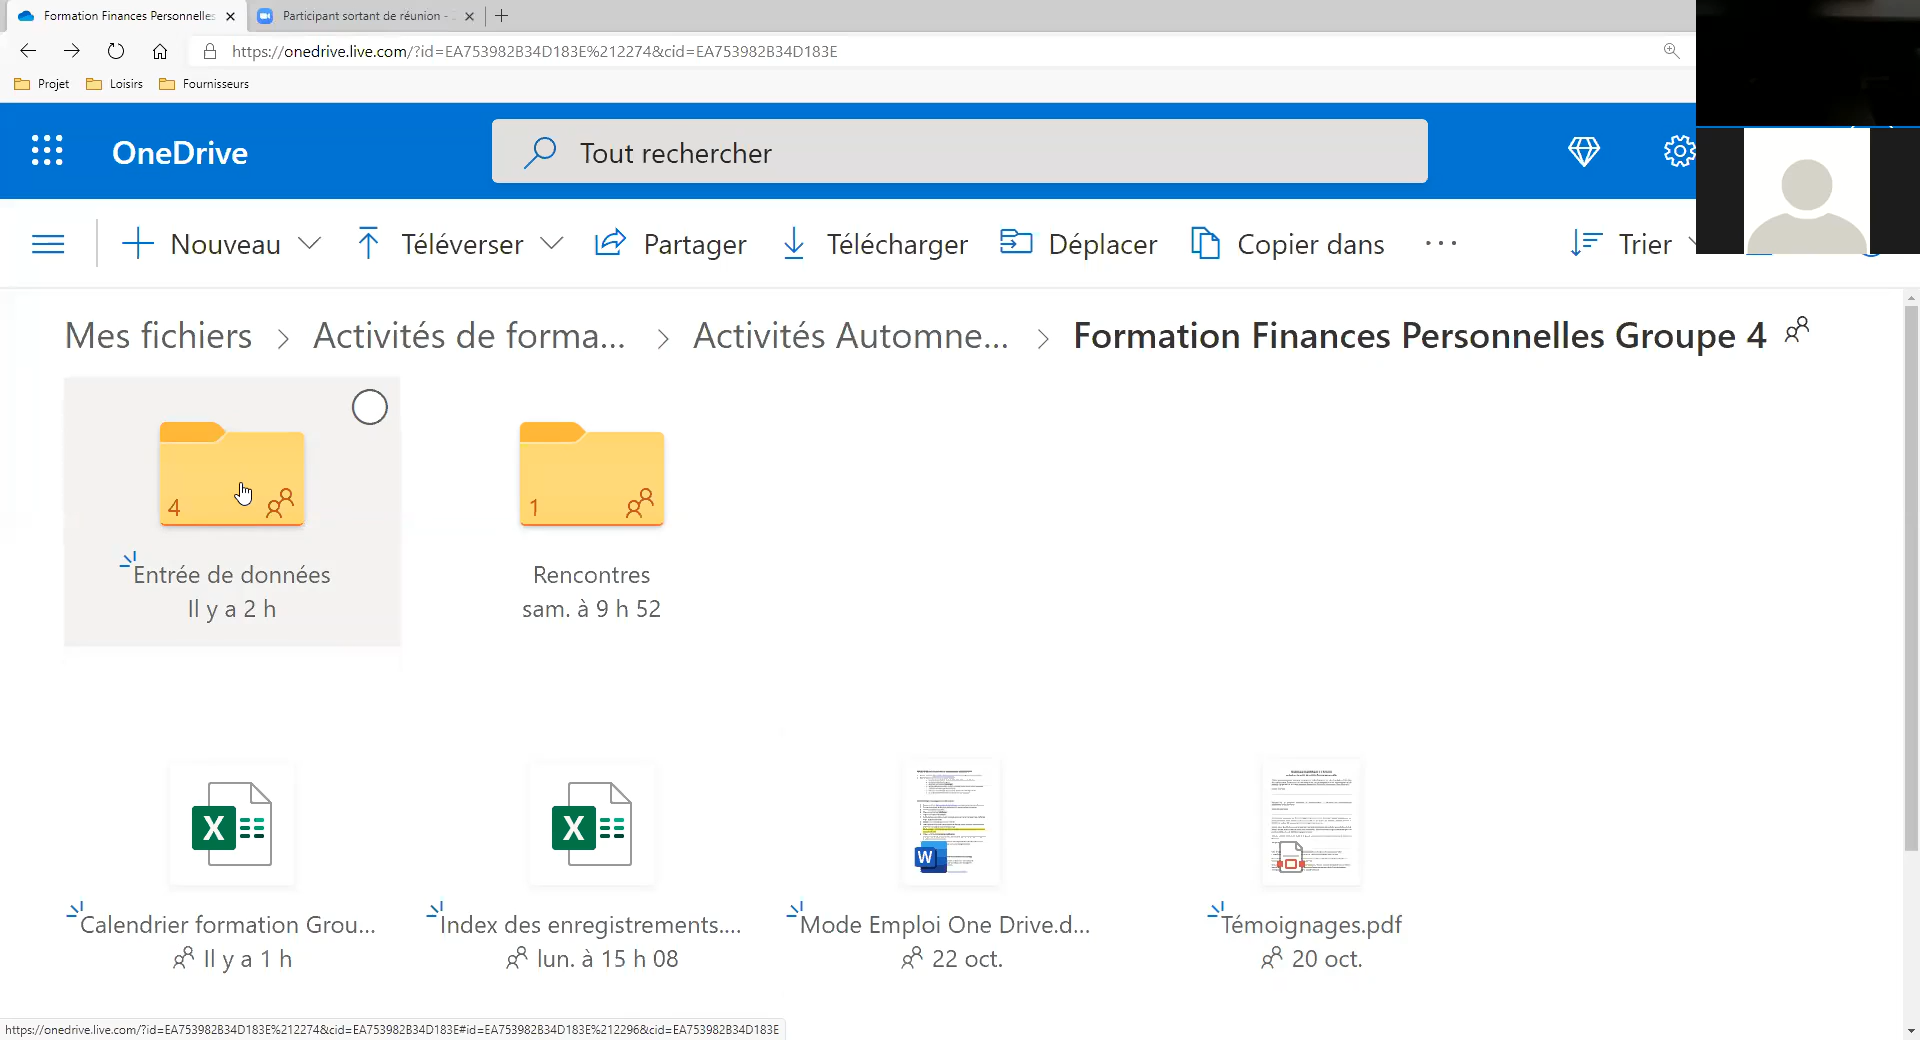 Formation Finances Personnelles
Participant sortant de réunion -
https://onedrive.live.com/?id=EA753982B34D183E%212274&cid=EA753982B34D183E
Projet
Loisirs
Fournisseurs
OneDrive
Tout rechercher
Nouveau
Téléverser
Partager
Télécharger
Déplacer
Copier dans
...
Trier
Mes fichiers > Activités de forma... > Activités Automne... > Formation Finances Personnelles Groupe 4
4
1
Entrée de données
Il y a 2 h
Rencontres
sam. à 9 h 52
Calendrier formation Grou...
Il y a 1 h
Index des enregistrements....
lun. à 15 h 08
Mode Emploi One Drive.d...
22 oct.
Témoignages.pdf
20 oct.
https://onedrive.live.com/?id=EA753982B34D183E%212274&cid=EA753982B34D183E#id=EA753982B34D183E%212296&cid=EA753982B34D183E